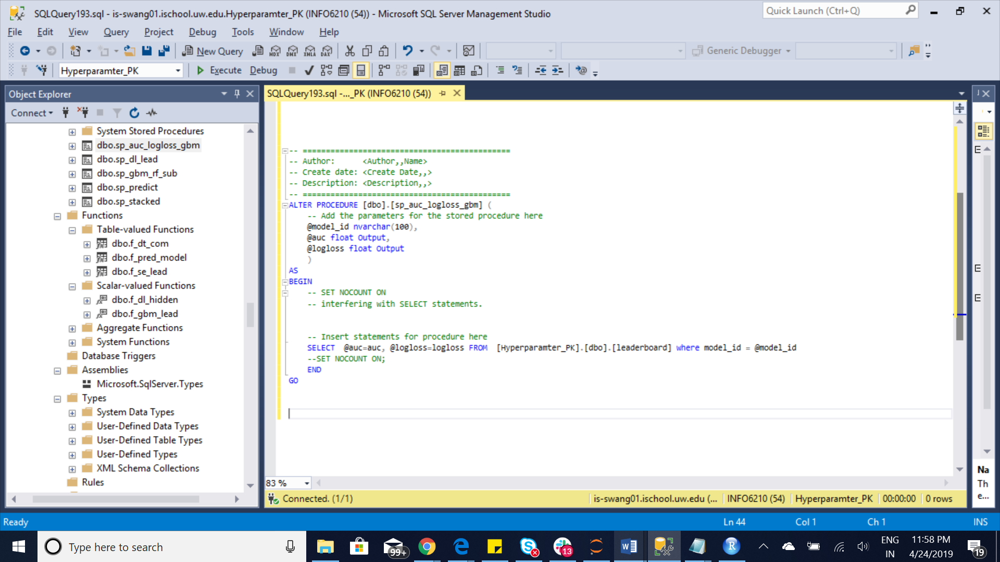 SQLQuery193.sql - is-swang01.ischool.uw.edu.Hyperparamter_PK (INFO6210 (54)) - Microsoft SQL Server Management Studio
Quick Launch (Ctrl+Q)
File Edit View Query Project Debug Tools Window Help
New Query MDX DMX XMLA DAX Generic Debugger
Hyperparamter_PK Execute Debug
Object Explorer
Connect
System Stored Procedures
dbo.sp_auc_logloss_gbm
dbo.sp_dl_lead
dbo.sp_gbm_rf_sub
dbo.sp_predict
dbo.sp_stacked
Functions
Table-valued Functions
dbo.f_dt_com
dbo.f_pred_model
dbo.f_se_lead
Scalar-valued Functions
dbo.f_dl_hidden
dbo.f_gbm_lead
Aggregate Functions
System Functions
Database Triggers
Assemblies
Microsoft.SqlServer.Types
Types
System Data Types
User-Defined Data Types
User-Defined Table Types
User-Defined Types
XML Schema Collections
Rules
SQLQuery193.sql -..._PK (INFO6210 (54))
-- =============================================
-- Author:      <Author,,Name>
-- Create date: <Create Date,,>
-- Description: <Description,,>
-- =============================================
ALTER PROCEDURE [dbo].[sp_auc_logloss_gbm] (
-- Add the parameters for the stored procedure here
@model_id nvarchar(100),
@auc float Output,
@logloss float Output
)
AS
BEGIN
-- SET NOCOUNT ON
-- interfering with SELECT statements.
-- Insert statements for procedure here
SELECT  @auc=auc, @logloss=logloss FROM  [Hyperparamter_PK].[dbo].[leaderboard] where model_id = @model_id
--SET NOCOUNT ON;
END
GO
83 %
Connected. (1/1) is-swang01.ischool.uw.edu (... INFO6210 (54) Hyperparamter_PK 00:00:00 0 rows
Na
Th
e...
Ready Ln 44 Col 1 Ch 1 INS
Type here to search
99+
13
ENG
IN
11:58 PM
4/24/2019
19